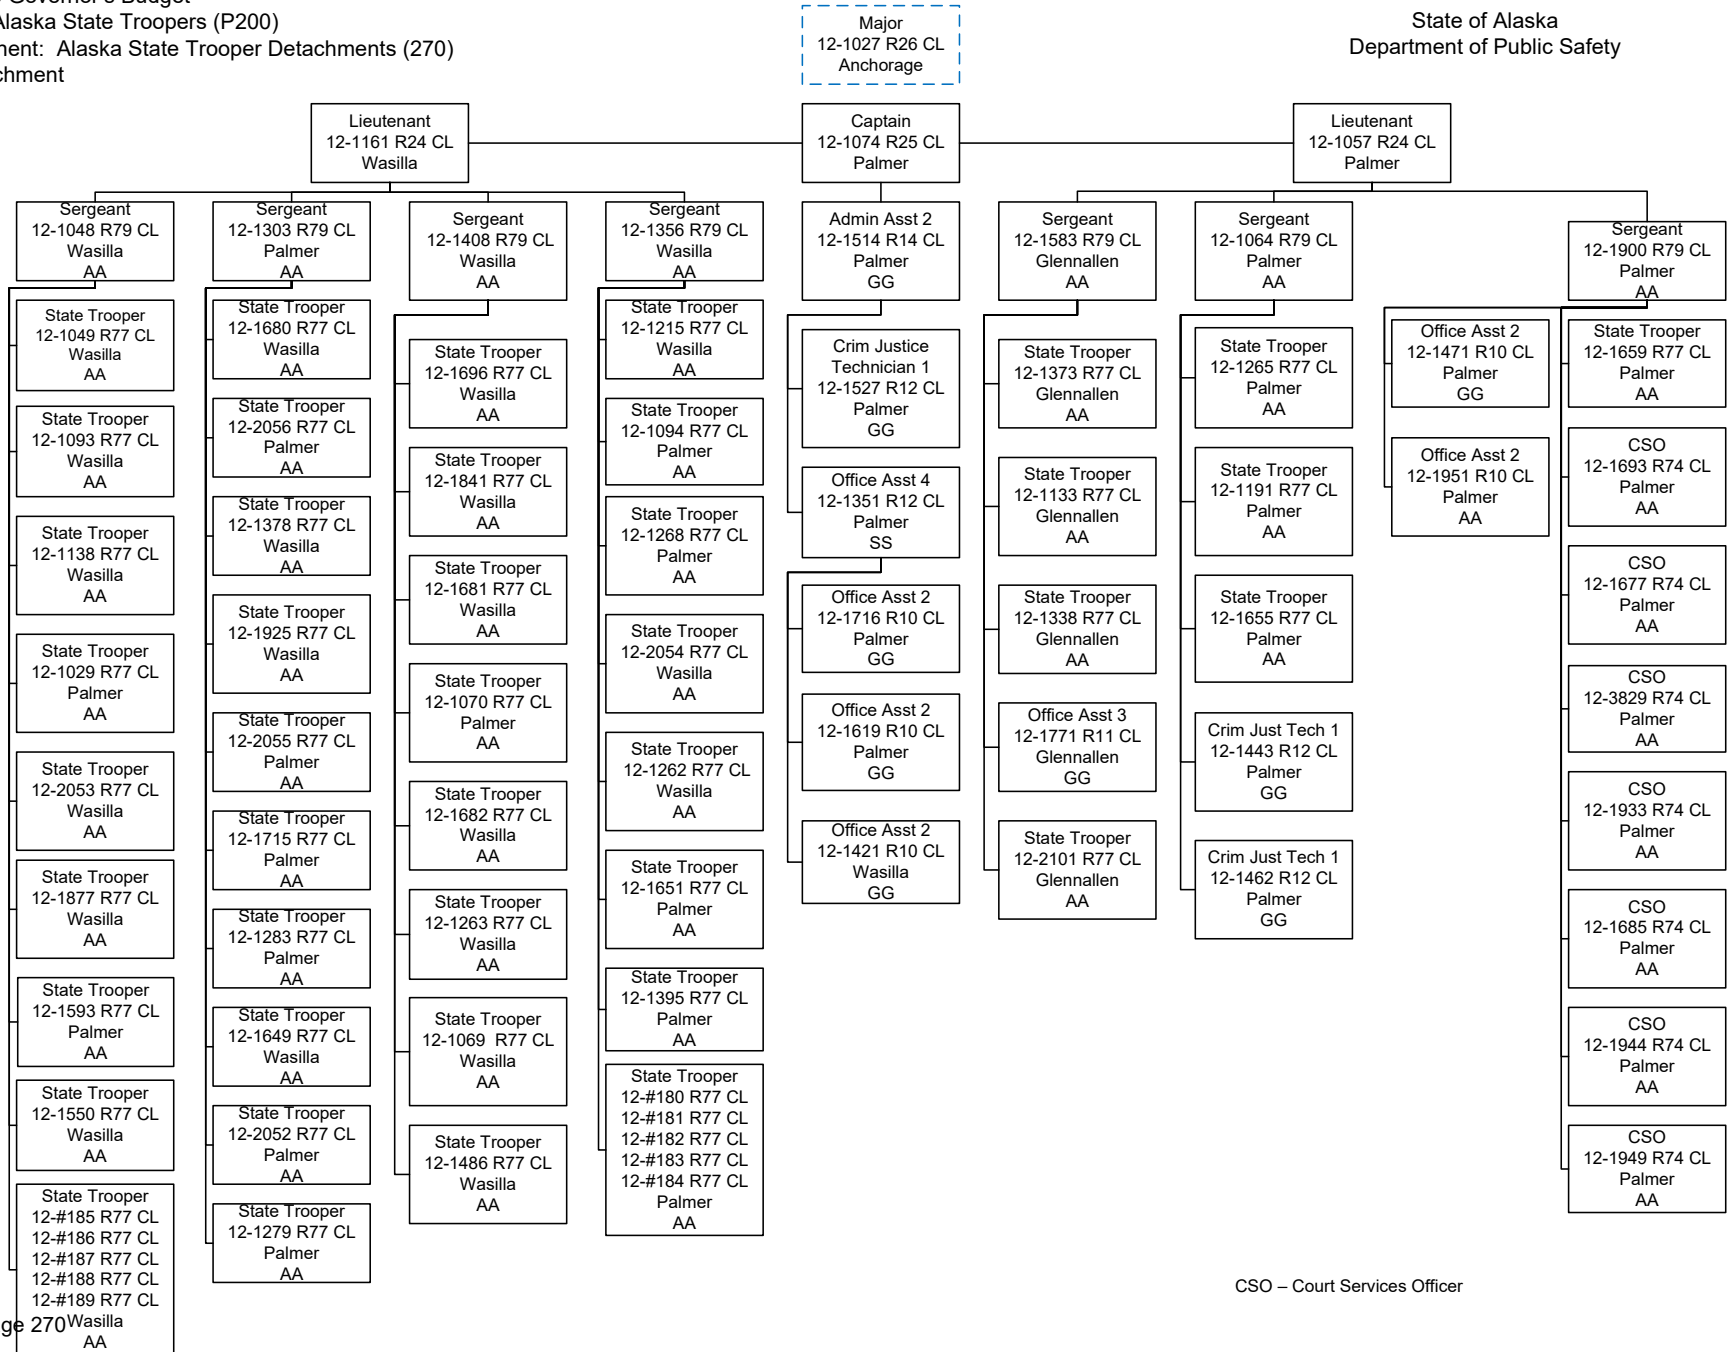 Governor's Budget
Alaska State Troopers (P200)
Alaska State Trooper Detachments (270)
State of Alaska
Department of Public Safety
Major
12-1027 R26 CL
Anchorage
Lieutenant
12-1161 R24 CL
Wasilla
Captain
12-1074 R25 CL
Palmer
Lieutenant
12-1057 R24 CL
Palmer
Sergeant
12-1048 R79 CL
Wasilla
AA
State Trooper
12-1049 R77 CL
Wasilla
AA
State Trooper
12-1093 R77 CL
Wasilla
AA
State Trooper
12-1138 R77 CL
Wasilla
AA
State Trooper
12-1029 R77 CL
Palmer
AA
State Trooper
12-2053 R77 CL
Wasilla
AA
State Trooper
12-1877 R77 CL
Wasilla
AA
State Trooper
12-1593 R77 CL
Palmer
AA
State Trooper
12-1550 R77 CL
Wasilla
AA
State Trooper
12-#185 R77 CL
12-#186 R77 CL
12-#187 R77 CL
12-#188 R77 CL
12-#189 R77 CL
Wasilla
AA
Sergeant
12-1303 R79 CL
Palmer
AA
State Trooper
12-1680 R77 CL
Wasilla
AA
State Trooper
12-2056 R77 CL
Palmer
AA
State Trooper
12-1378 R77 CL
Wasilla
AA
State Trooper
12-1925 R77 CL
Wasilla
AA
State Trooper
12-2055 R77 CL
Palmer
AA
State Trooper
12-1715 R77 CL
Palmer
AA
State Trooper
12-1283 R77 CL
Palmer
AA
State Trooper
12-1649 R77 CL
Wasilla
AA
State Trooper
12-2052 R77 CL
Palmer
AA
State Trooper
12-1279 R77 CL
Palmer
AA
Sergeant
12-1408 R79 CL
Wasilla
AA
State Trooper
12-1696 R77 CL
Wasilla
AA
State Trooper
12-1841 R77 CL
Wasilla
AA
State Trooper
12-1681 R77 CL
Wasilla
AA
State Trooper
12-1070 R77 CL
Palmer
AA
State Trooper
12-1682 R77 CL
Wasilla
AA
State Trooper
12-1263 R77 CL
Wasilla
AA
State Trooper
12-1069 R77 CL
Wasilla
AA
State Trooper
12-1486 R77 CL
Wasilla
AA
Sergeant
12-1356 R79 CL
Wasilla
AA
State Trooper
12-1215 R77 CL
Wasilla
AA
State Trooper
12-1094 R77 CL
Palmer
AA
State Trooper
12-1268 R77 CL
Palmer
AA
State Trooper
12-2054 R77 CL
Wasilla
AA
State Trooper
12-1262 R77 CL
Wasilla
AA
State Trooper
12-1651 R77 CL
Palmer
AA
State Trooper
12-1395 R77 CL
Palmer
AA
State Trooper
12-#180 R77 CL
12-#181 R77 CL
12-#182 R77 CL
12-#183 R77 CL
12-#184 R77 CL
Palmer
AA
Admin Asst 2
12-1514 R14 CL
Palmer
GG
Crim Justice
Technician 1
12-1527 R12 CL
Palmer
GG
Office Asst 4
12-1351 R12 CL
Palmer
SS
Office Asst 2
12-1716 R10 CL
Palmer
GG
Office Asst 2
12-1619 R10 CL
Palmer
GG
Office Asst 2
12-1421 R10 CL
Wasilla
GG
Sergeant
12-1583 R79 CL
Glennallen
AA
State Trooper
12-1373 R77 CL
Glennallen
AA
State Trooper
12-1133 R77 CL
Glennallen
AA
State Trooper
12-1338 R77 CL
Glennallen
AA
Office Asst 3
12-1771 R11 CL
Glennallen
GG
State Trooper
12-2101 R77 CL
Glennallen
AA
Sergeant
12-1064 R79 CL
Palmer
AA
State Trooper
12-1265 R77 CL
Palmer
AA
State Trooper
12-1191 R77 CL
Palmer
AA
State Trooper
12-1655 R77 CL
Palmer
AA
Crim Just Tech 1
12-1443 R12 CL
Palmer
GG
Crim Just Tech 1
12-1462 R12 CL
Palmer
GG
Sergeant
12-1900 R79 CL
Palmer
AA
Office Asst 2
12-1471 R10 CL
Palmer
GG
Office Asst 2
12-1951 R10 CL
Palmer
AA
State Trooper
12-1659 R77 CL
Palmer
AA
CSO
12-1693 R74 CL
Palmer
AA
CSO
12-1677 R74 CL
Palmer
AA
CSO
12-3829 R74 CL
Palmer
AA
CSO
12-1933 R74 CL
Palmer
AA
CSO
12-1685 R74 CL
Palmer
AA
CSO
12-1944 R74 CL
Palmer
AA
CSO
12-1949 R74 CL
Palmer
AA
CSO – Court Services Officer
270